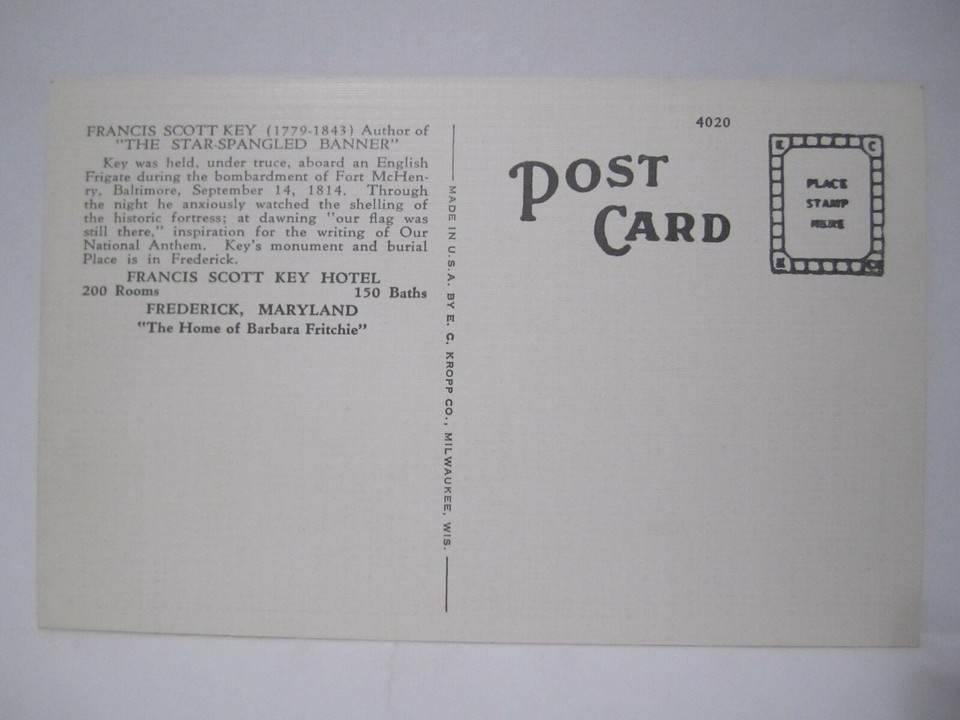 FRANCIS SCOTT KEY (1779-1843) Author of
"THE STAR-SPANGLED BANNER"
Key was held, under truce, aboard an English
Frigate during the bombardment of Fort McHen-
ry, Baltimore, September 14, 1814. Through
the night he anxiously watched the shelling of
the historic fortress; at dawning "our flag was
still there," inspiration for the writing of Our
National Anthem. Key's monument and burial
Place is in Frederick.
FRANCIS SCOTT KEY HOTEL
200 Rooms 150 Baths
FREDERICK, MARYLAND
"The Home of Barbara Fritchie"
MADE IN U.S.A. BY E. C. KROPP CO., MILWAUKEE, WIS.
4020
POST
CARD
E C
PLACE
STAMP
HERE
K Co